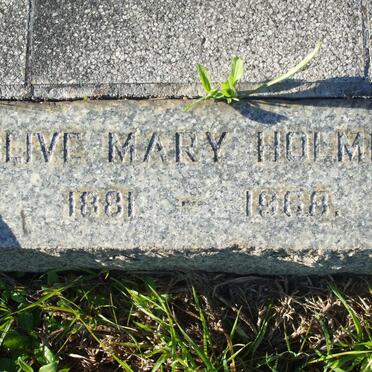 LIVE MARY HOLM
1881 - 1968.